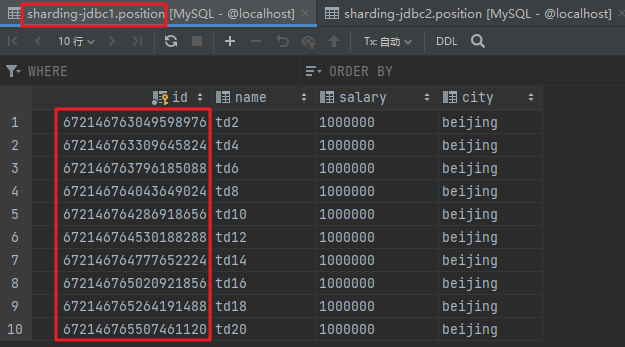 sharding-jdbc1.position [MySQL - @localhost] sharding-jdbc2.position [MySQL - @localhost]
10 行 Tx: 自动 DDL
WHERE ORDER BY
id name salary city
1 672146763049598976 td2 1000000 beijing
2 672146763309645824 td4 1000000 beijing
3 672146763796185088 td6 1000000 beijing
4 672146764043649024 td8 1000000 beijing
5 672146764286918656 td10 1000000 beijing
6 672146764530188288 td12 1000000 beijing
7 672146764777652224 td14 1000000 beijing
8 672146765020921856 td16 1000000 beijing
9 672146765264191488 td18 1000000 beijing
10 672146765507461120 td20 1000000 beijing